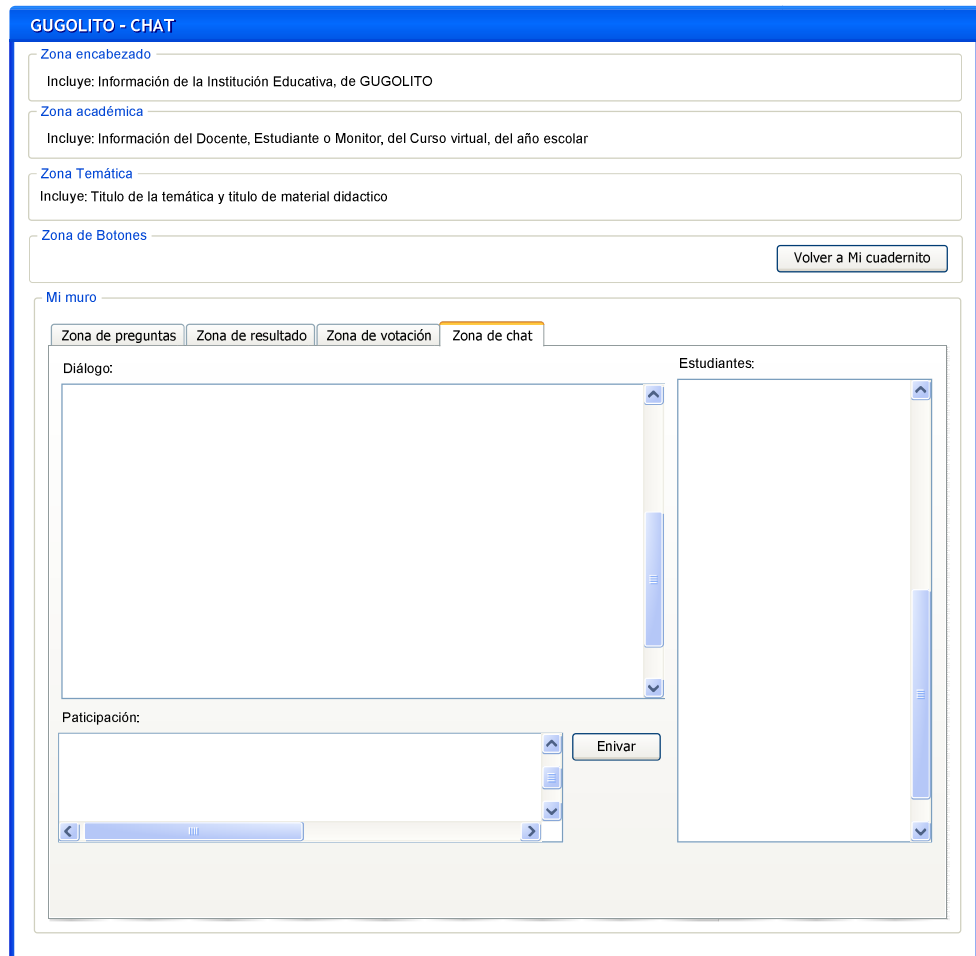 GUGOLITO - CHAT
Zona encabezado
Incluye: Información de la Institución Educativa, de GUGOLITO
Zona académica
Incluye: Información del Docente, Estudiante o Monitor, del Curso virtual, del año escolar
Zona Temática
Incluye: Titulo de la temática y titulo de material didactico
Zona de Botones
Volver a Mi cuadernito
Mi muro
Zona de preguntas Zona de resultado Zona de votación Zona de chat
Diálogo:
Estudiantes:
Paticipación:
Enivar